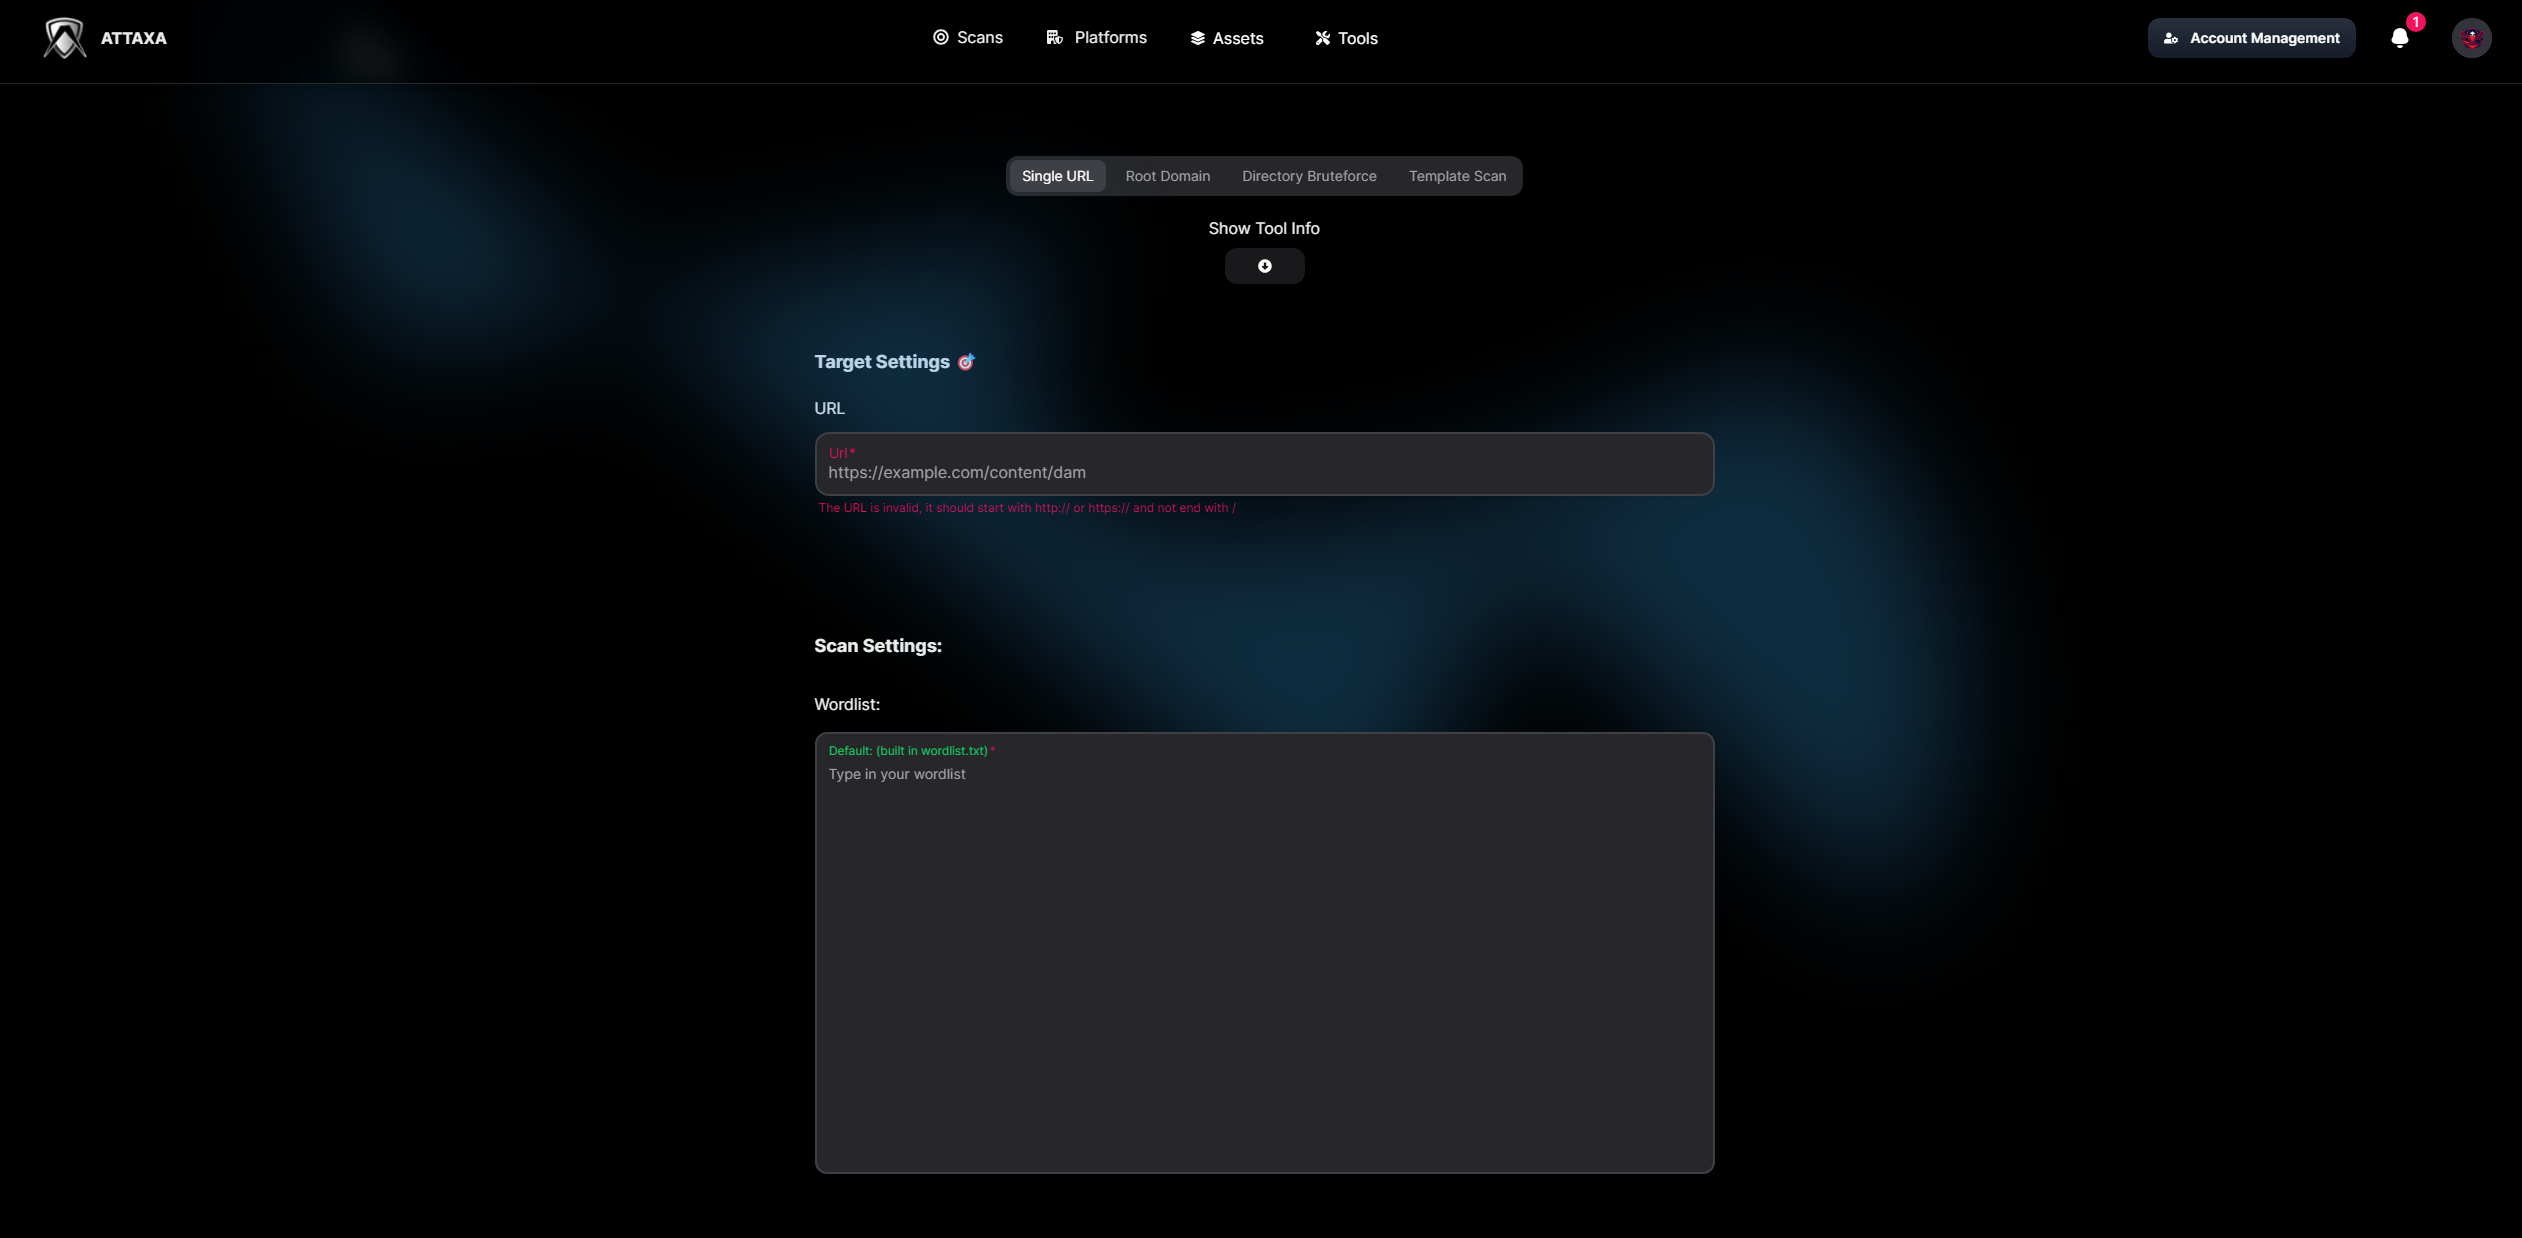 ATTAXA
Scans Platforms Assets Tools
Account Management
1
Single URL Root Domain Directory Bruteforce Template Scan
Show Tool Info
Target Settings 🎯
URL
Url*
https://example.com/content/dam
The URL is invalid, it should start with http:// or https:// and not end with /
Scan Settings:
Wordlist:
Default: (built in wordlist.txt)*
Type in your wordlist